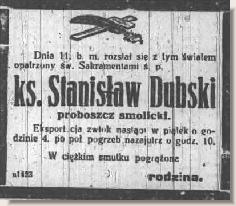 Dnia 11. b. m. rozstał się z tym światem
opatrzony św. Sakramentami ś. p.
ks. Stanisław Dubski
proboszcz smolicki.
Eksportacja zwłok nastąpi w piątek o go-
dzinie 4. po poł. pogrzeb nazajutrz o godz. 10.
W ciężkim smutku pogrążona
rodzina.